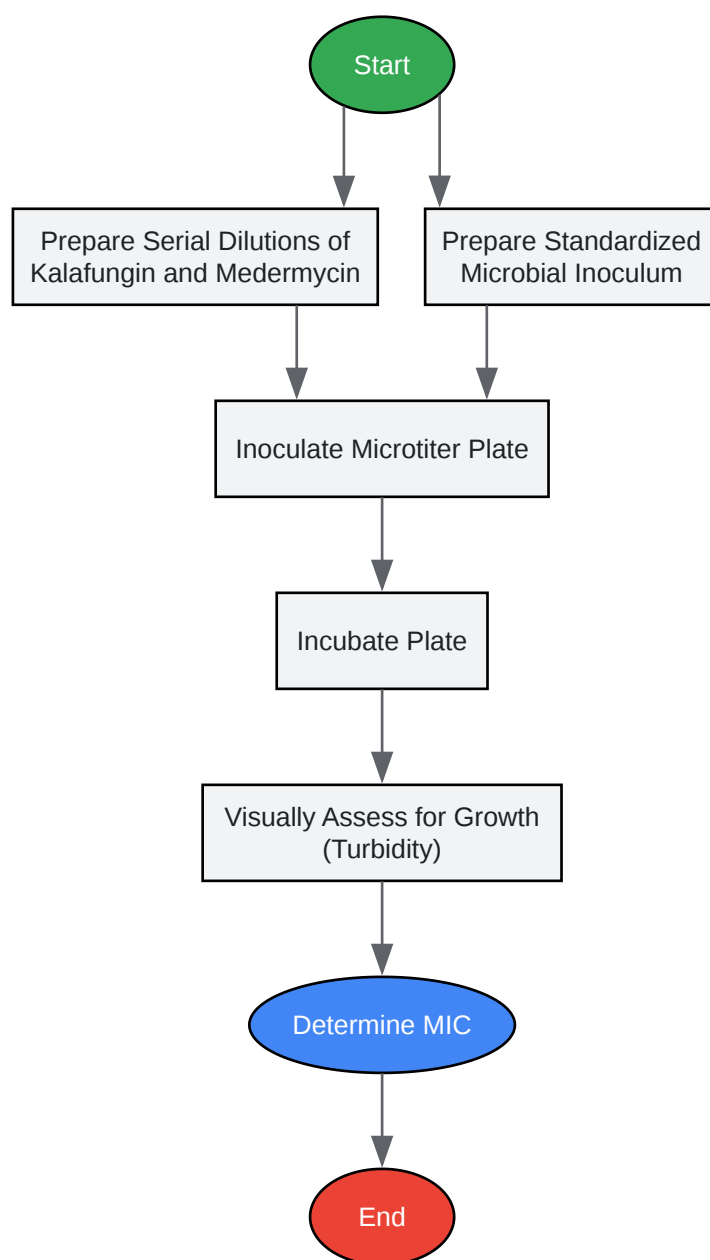 Start
Prepare Serial Dilutions of
Kalafungin and Medermycin
Prepare Standardized
Microbial Inoculum
Inoculate Microtiter Plate
Incubate Plate
Visually Assess for Growth
(Turbidity)
Determine MIC
End